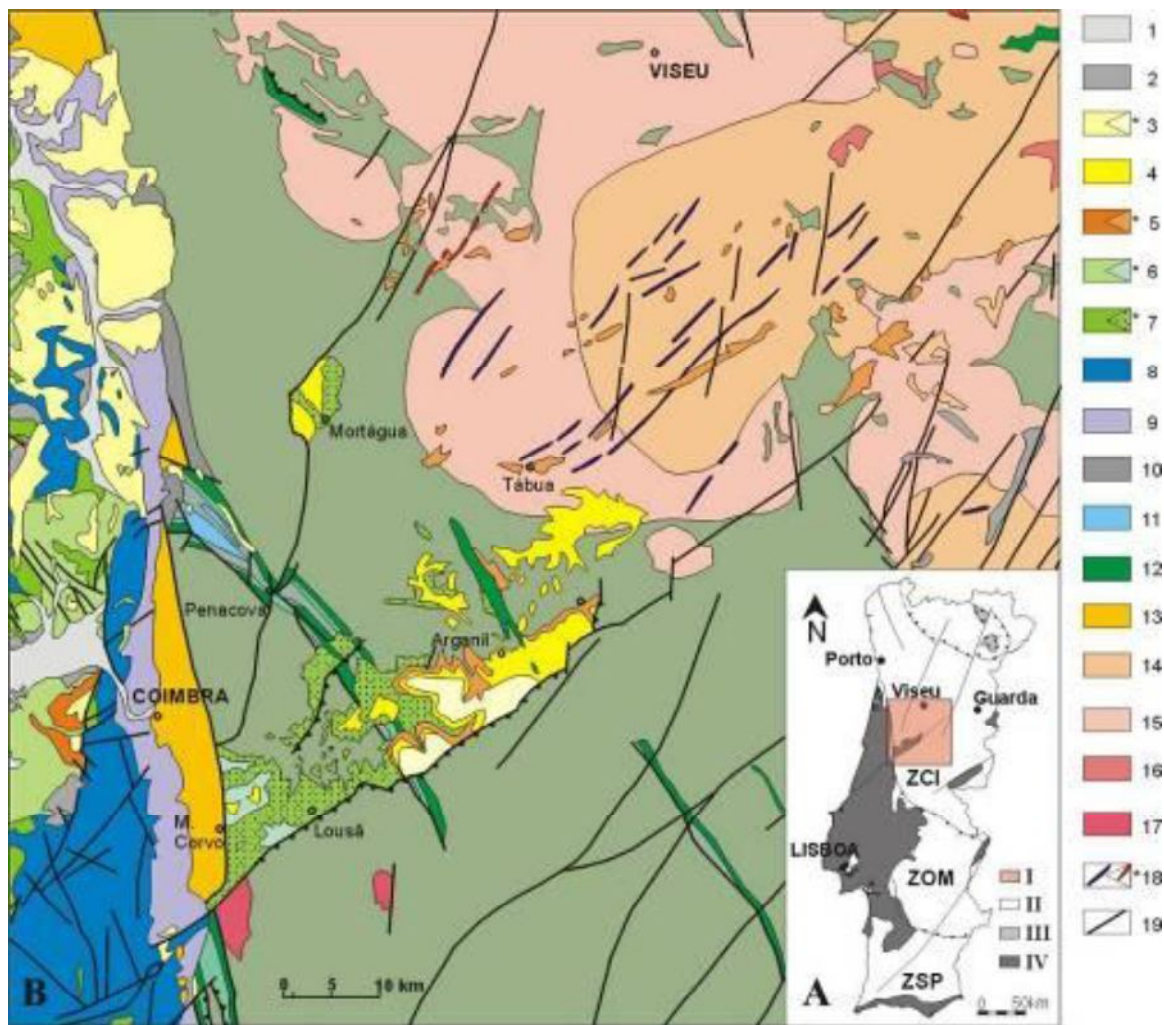 VISEU
Mortágua
Tábua
Penacova
Arganil
COIMBRA
M.
Corvo
Lousã
0 5 10 km
B
N
Porto
Viseu
Guarda
ZCI
LISBOA
ZOM
I
II
III
IV
ZSP
A
0 50km
1
2
* 3
4
* 5
* 6
* 7
8
9
10
11
12
13
14
15
16
17
* 18
19